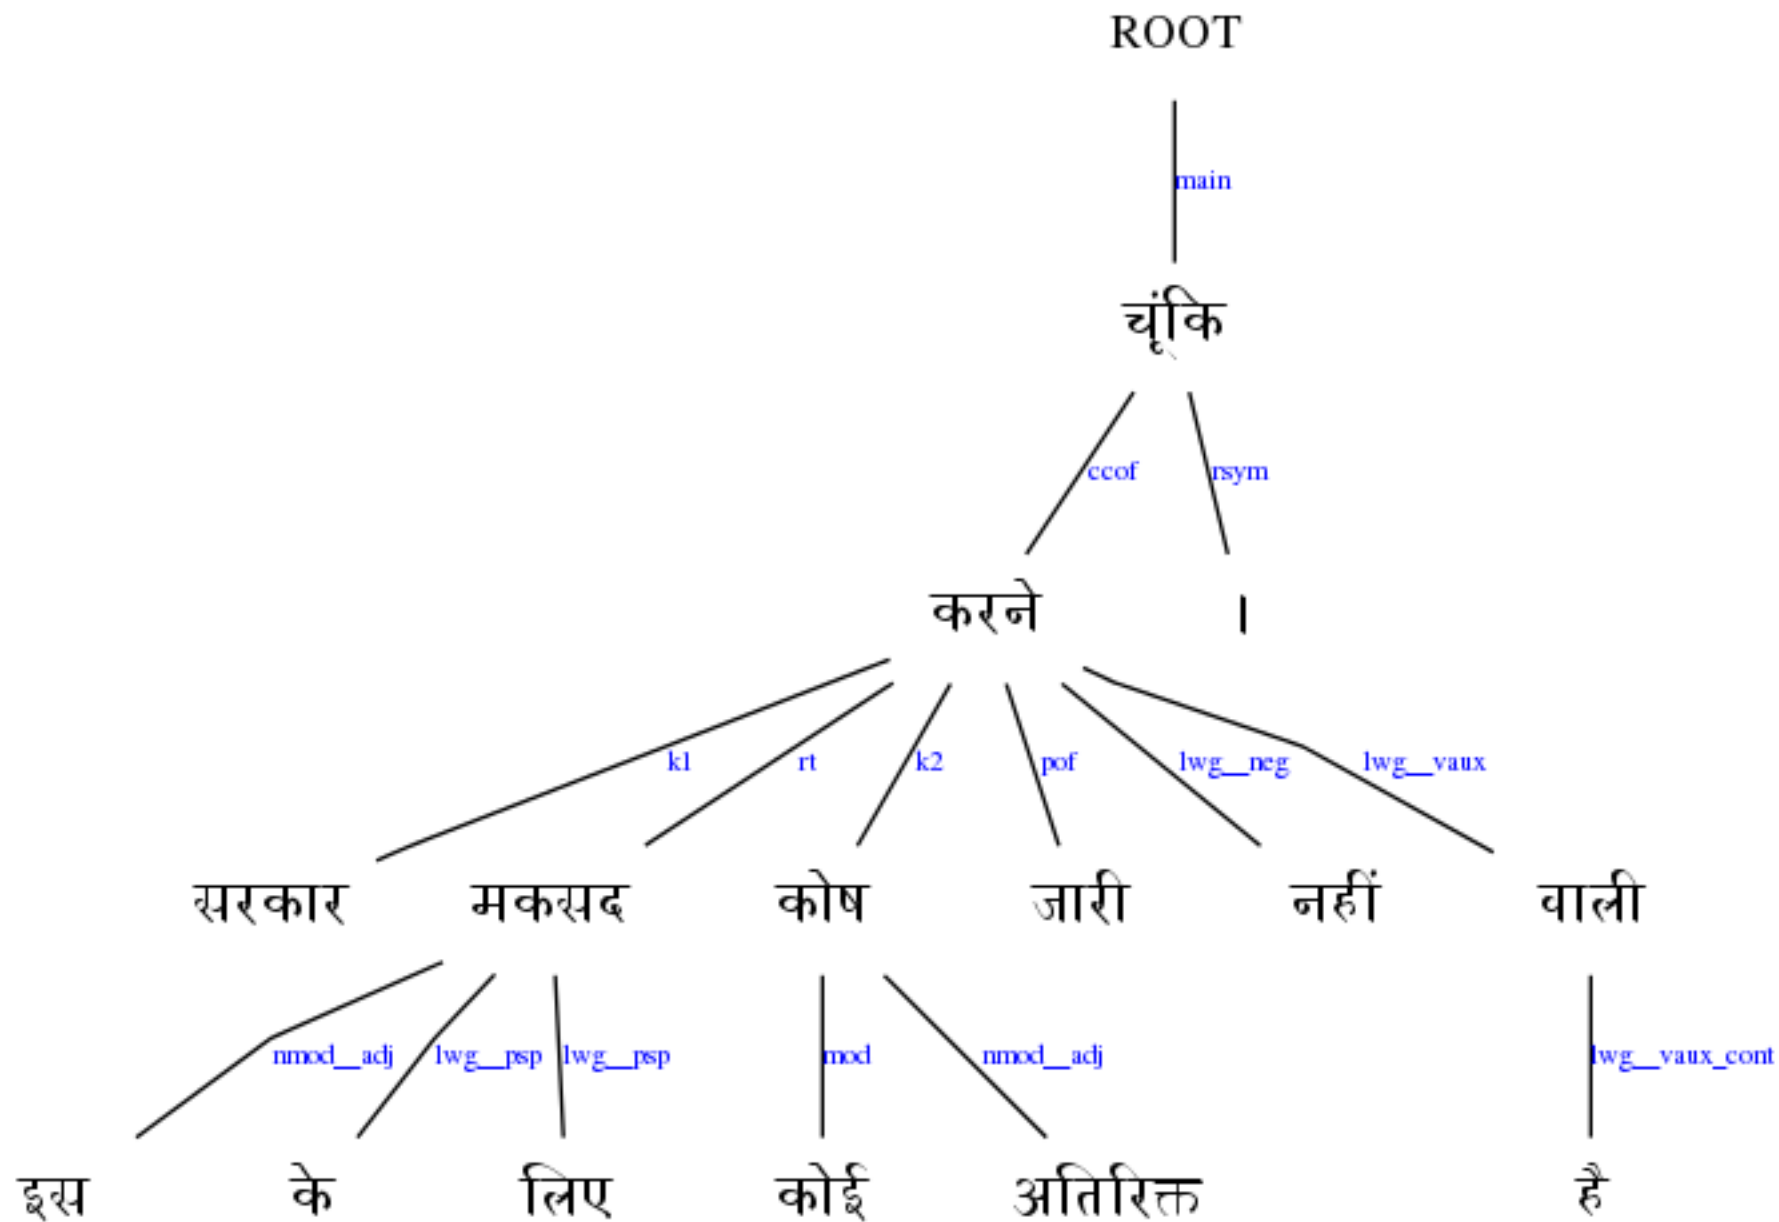 ROOT
main
चूंकि
ccof rsym
करने ।
k1 rt k2 pof lwg__neg lwg__vaux
सरकार मकसद कोष जारी नहीं वाली
nmod__adj lwg__psp lwg__psp mod nmod__adj lwg__vaux_cont
इस के लिए कोई अतिरिक्त है